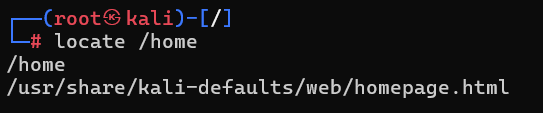 ┌──(root㉿kali)-[/]
└─# locate /home
/home
/usr/share/kali-defaults/web/homepage.html